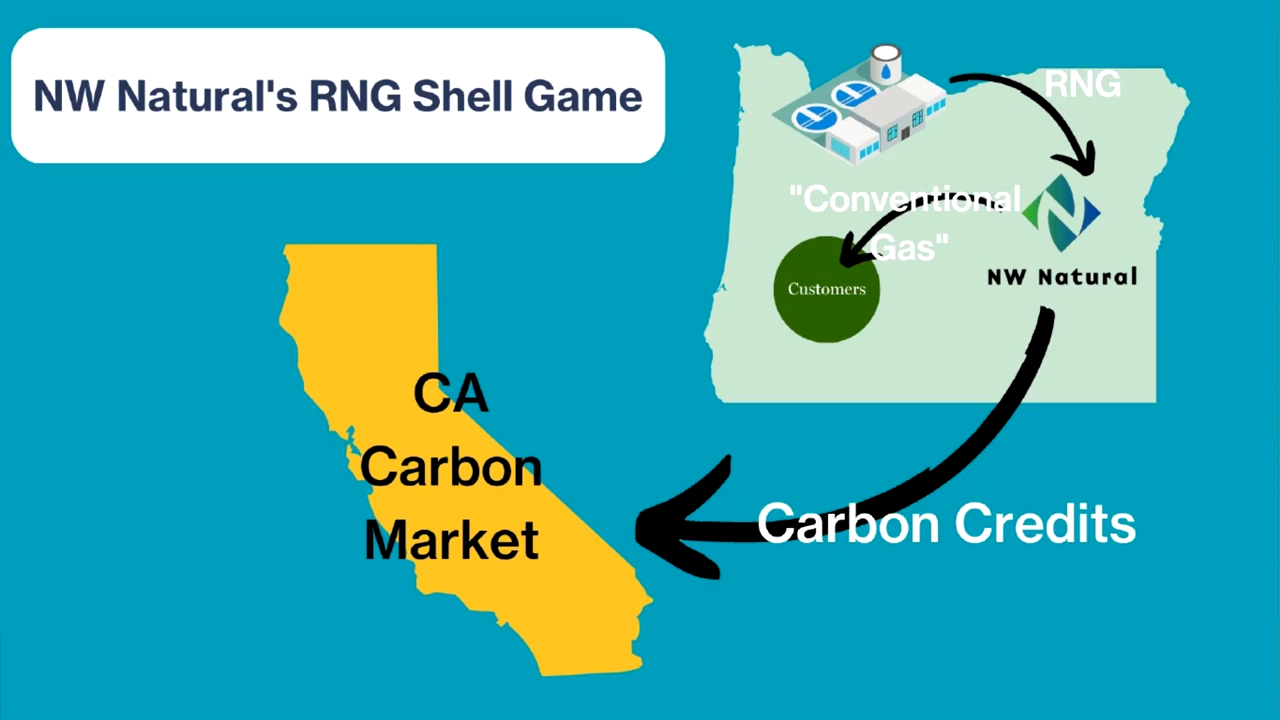 NW Natural's RNG Shell Game
RNG
"Conventional
Gas"
Customers
NW Natural
CA
Carbon
Market
Carbon Credits